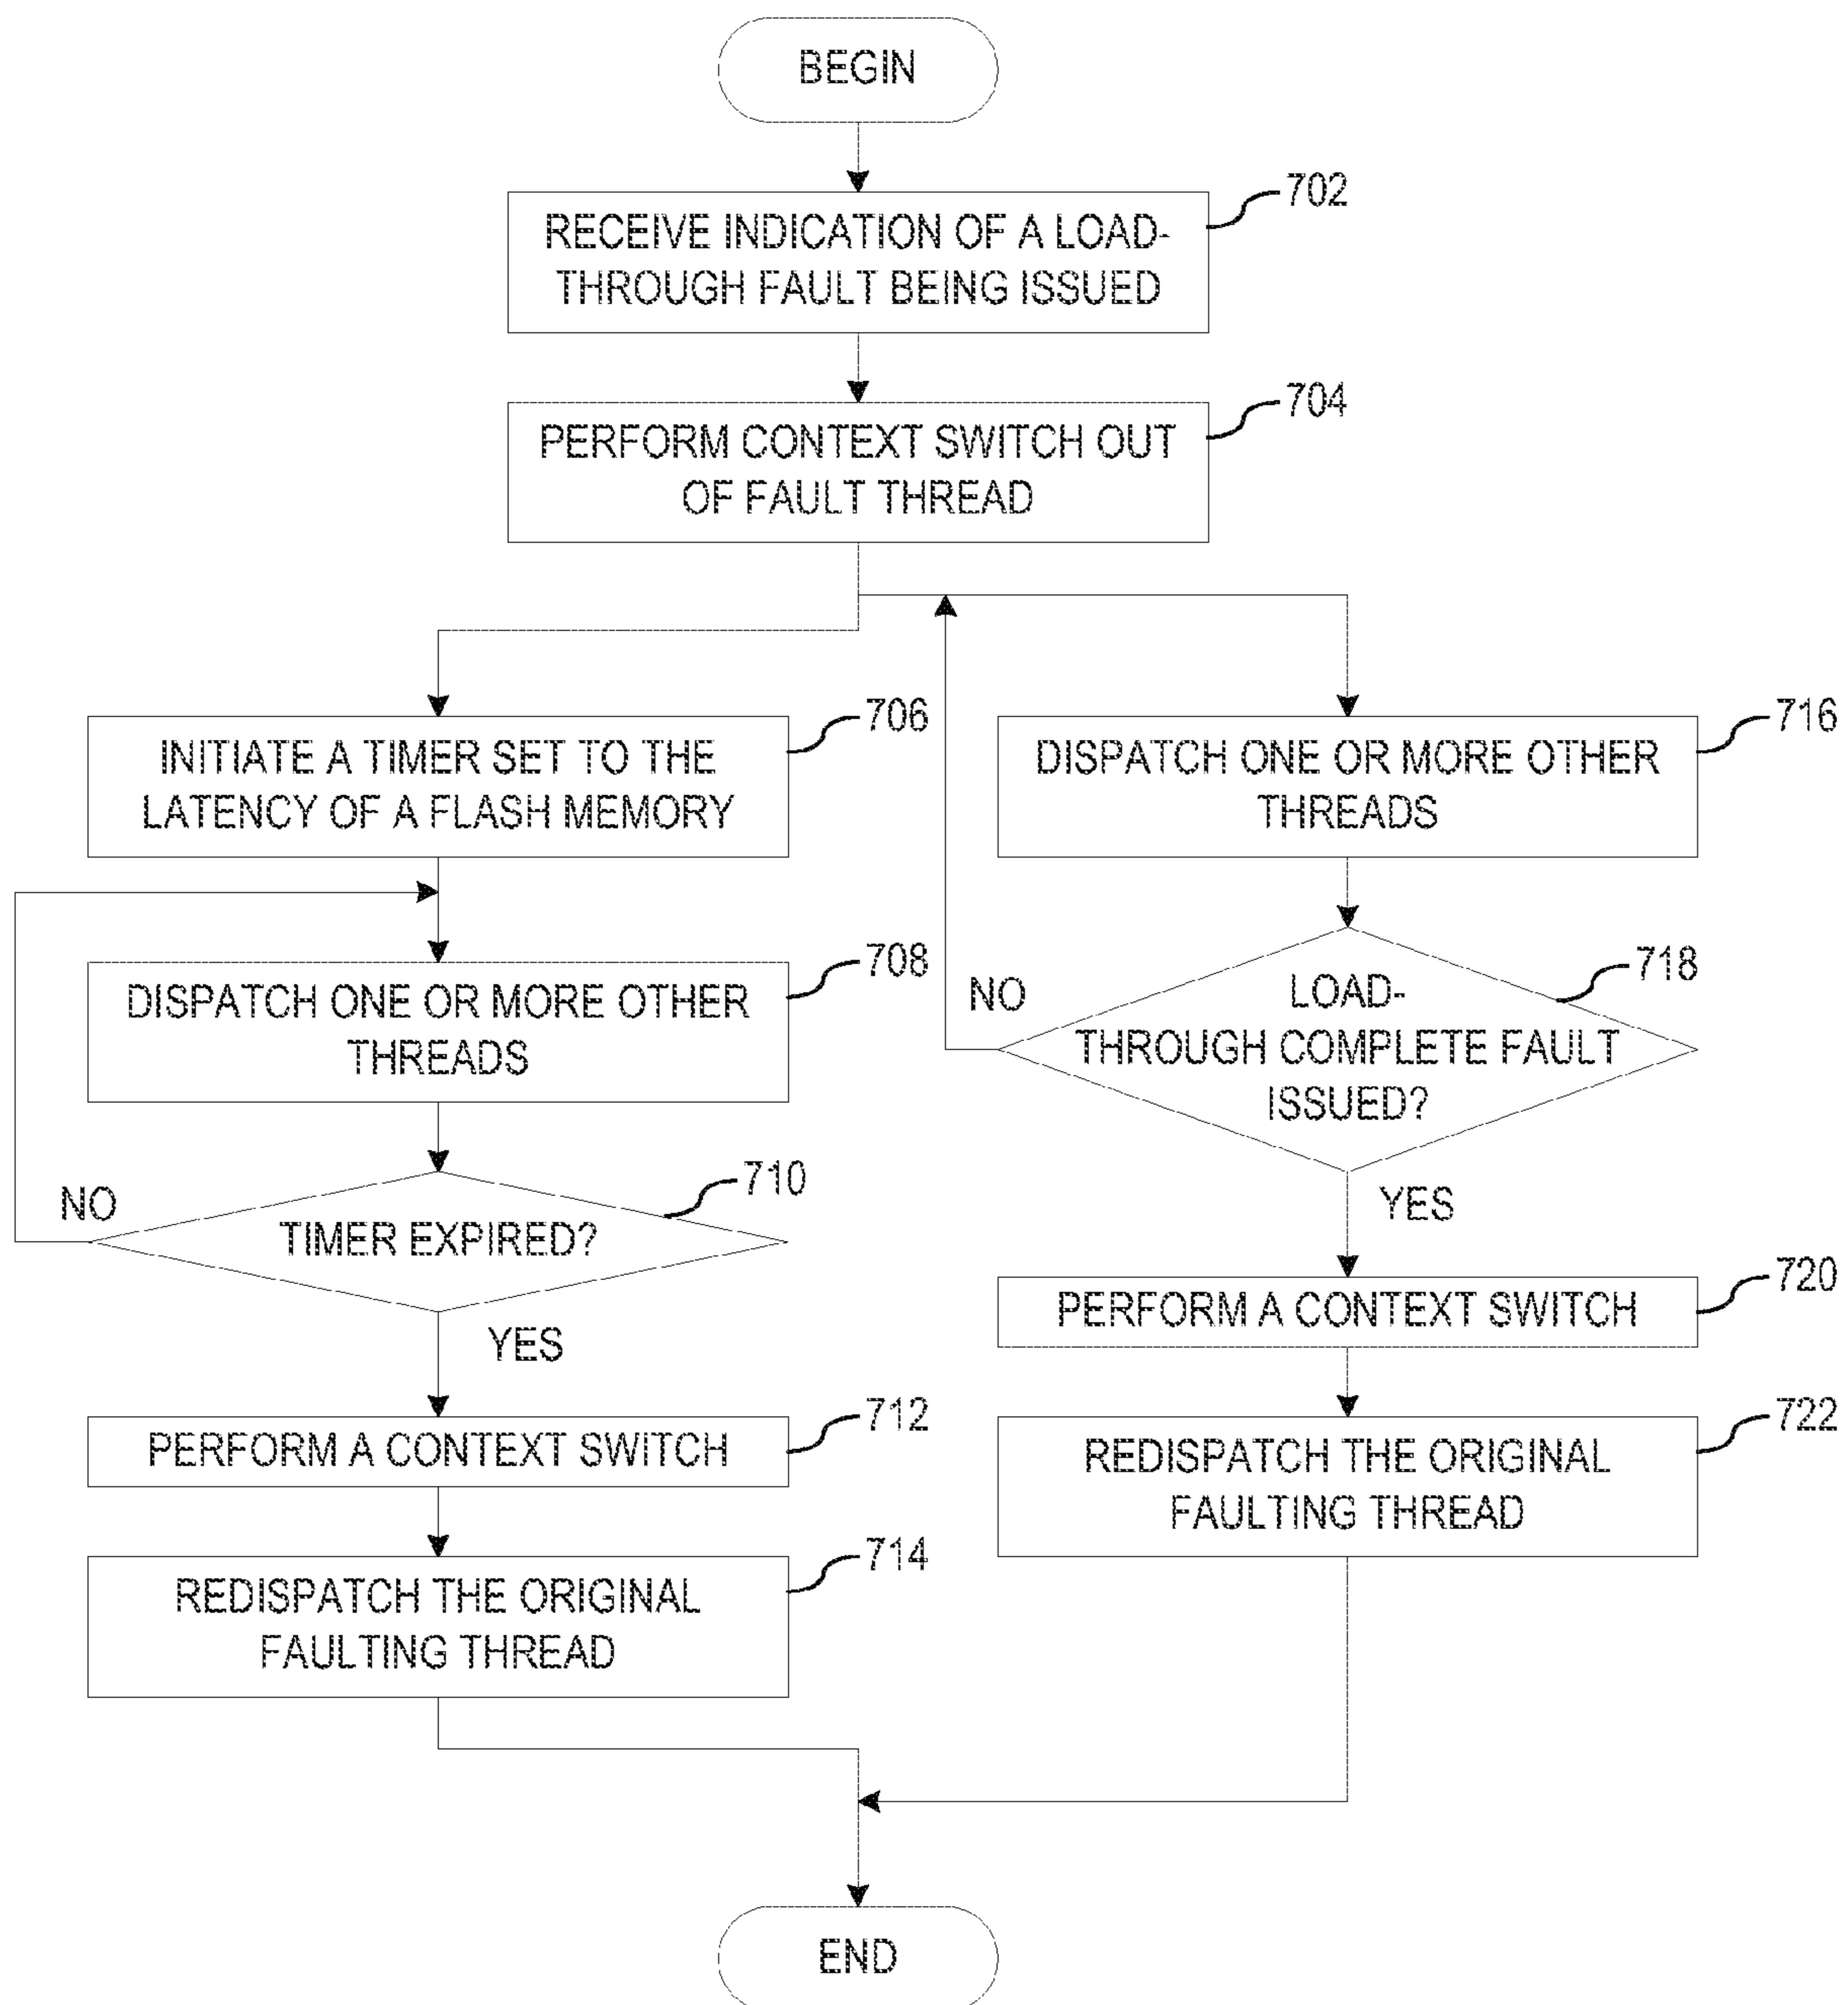 BEGIN
702
RECEIVE INDICATION OF A LOAD-
THROUGH FAULT BEING ISSUED
704
PERFORM CONTEXT SWITCH OUT
OF FAULT THREAD
706
INITIATE A TIMER SET TO THE
LATENCY OF A FLASH MEMORY
708
DISPATCH ONE OR MORE OTHER
THREADS
710
NO
TIMER EXPIRED?
YES
712
PERFORM A CONTEXT SWITCH
714
REDISPATCH THE ORIGINAL
FAULTING THREAD
716
DISPATCH ONE OR MORE OTHER
THREADS
718
NO
LOAD-
THROUGH COMPLETE FAULT
ISSUED?
YES
720
PERFORM A CONTEXT SWITCH
722
REDISPATCH THE ORIGINAL
FAULTING THREAD
END